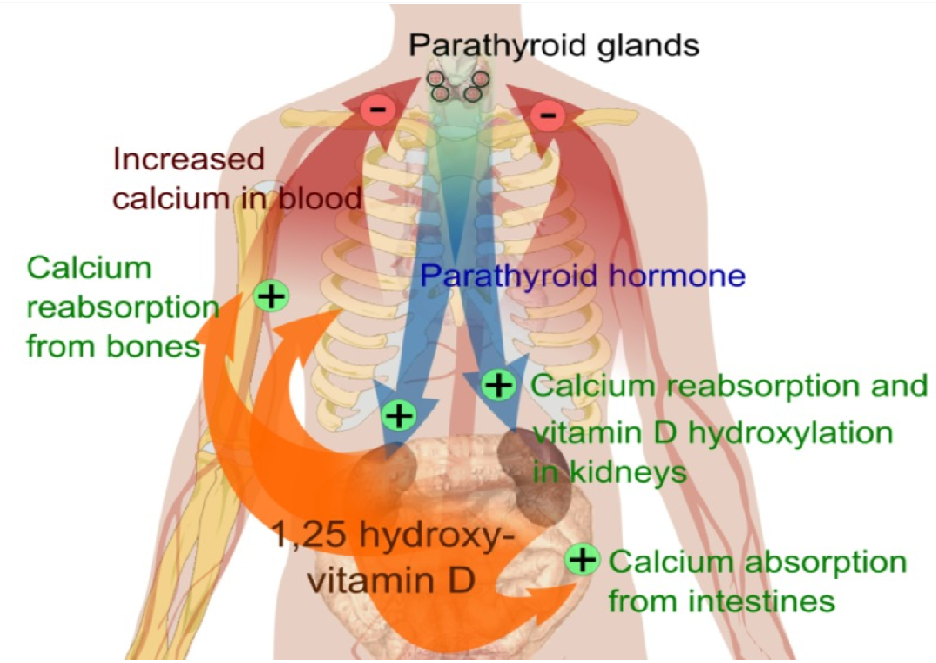 Parathyroid glands
Increased
calcium in blood
Calcium
reabsorption
from bones
Parathyroid hormone
Calcium reabsorption and
vitamin D hydroxylation
in kidneys
1,25 hydroxy-
vitamin D
Calcium absorption
from intestines